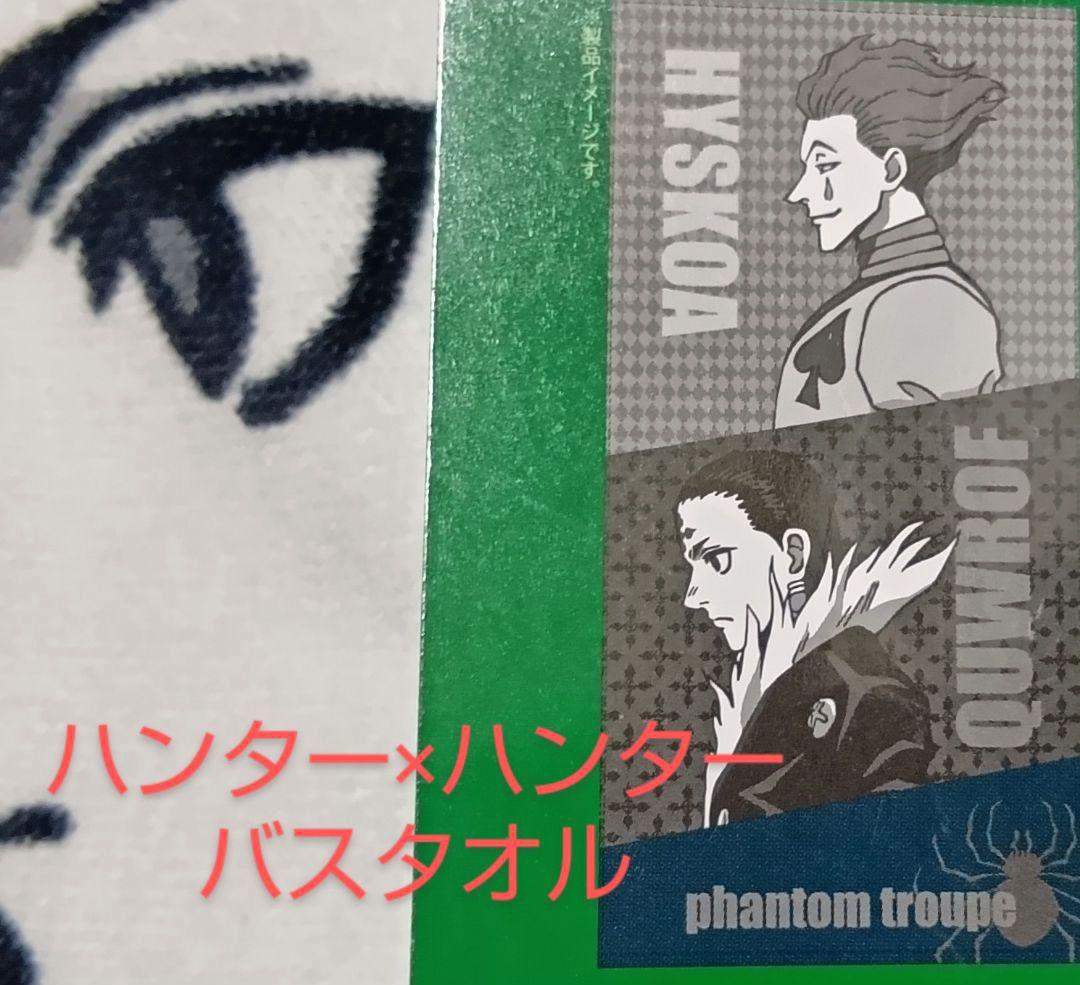 ※製品イメージです。
HYSKOA
QUWROF
phantom troupe
ハンター×ハンター
バスタオル